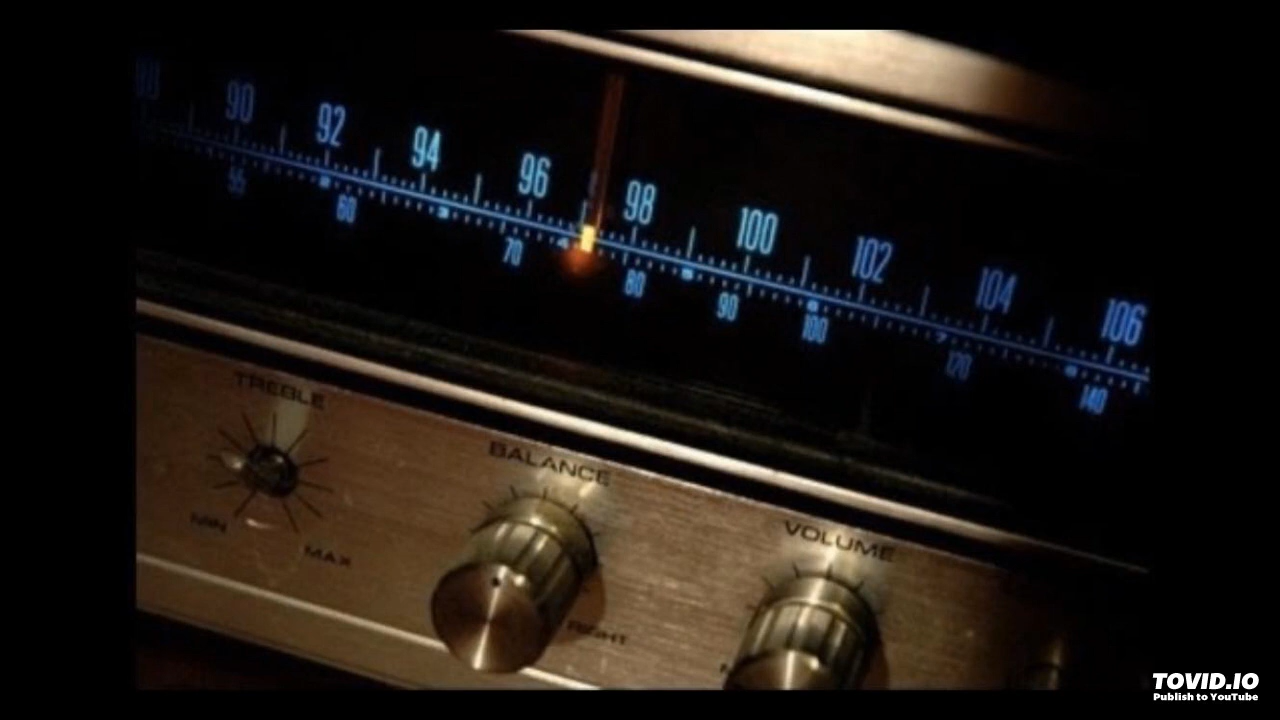 90 92 94 96 98 100 102 104 106
55 60 70 80 90 100 120 140
TREBLE
MIN
MAX
BALANCE
RIGHT
VOLUME
TOVID.IO
Publish to YouTube